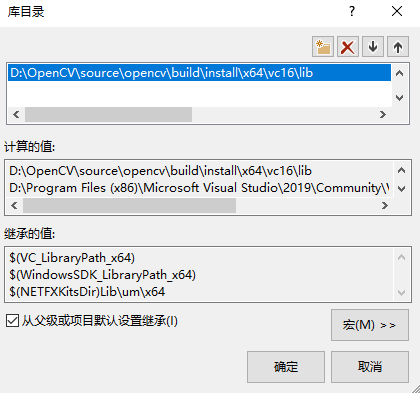 库目录
D:\OpenCV\source\opencv\build\install\x64\vc16\lib
计算的值:
D:\OpenCV\source\opencv\build\install\x64\vc16\lib
D:\Program Files (x86)\Microsoft Visual Studio\2019\Community\
继承的值:
$(VC_LibraryPath_x64)
$(WindowsSDK_LibraryPath_x64)
$(NETFXKitsDir)Lib\um\x64
从父级或项目默认设置继承(I)
宏(M) >>
确定
取消